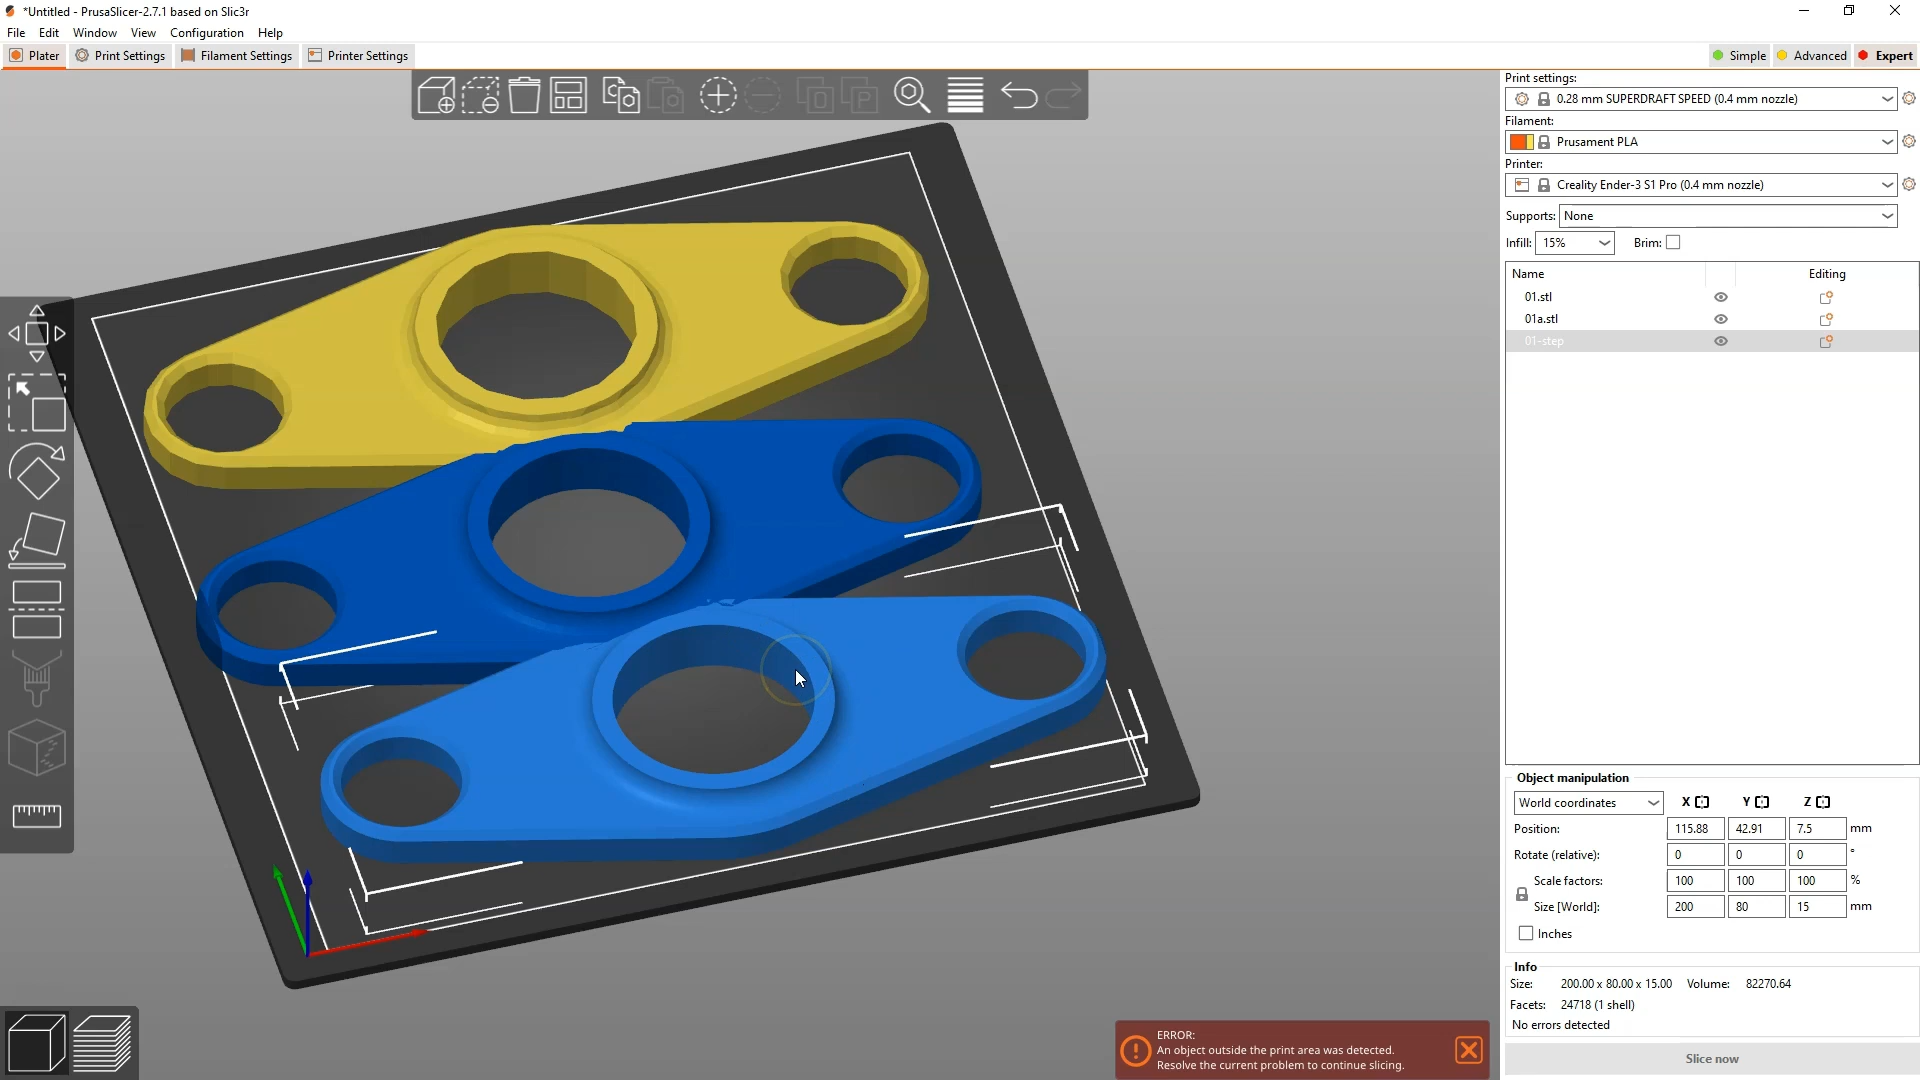 *Untitled - PrusaSlicer-2.7.1 based on Slic3r
File Edit Window View Configuration Help
Plater Print Settings Filament Settings Printer Settings Simple Advanced Expert
Print settings:
0.28 mm SUPERDRAFT SPEED (0.4 mm nozzle)
Filament:
Prusament PLA
Printer:
Creality Ender-3 S1 Pro (0.4 mm nozzle)
Supports: None
Infill: 15% Brim:
Name Editing
01.stl
01a.stl
01-step
Object manipulation
World coordinates X Y Z
Position: 115.88 42.91 7.5 mm
Rotate (relative): 0 0 0 °
Scale factors: 100 100 100 %
Size [World]: 200 80 15 mm
Inches
Info
Size: 200.00 x 80.00 x 15.00 Volume: 82270.64
Facets: 24718 (1 shell)
No errors detected
Slice now
ERROR:
An object outside the print area was detected.
Resolve the current problem to continue slicing.